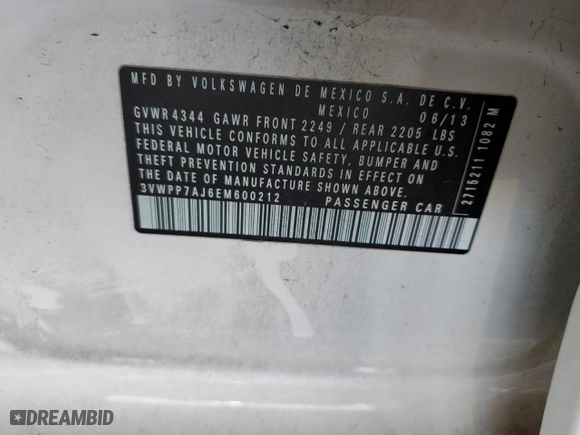 MFD BY VOLKSWAGEN DE MEXICO S.A. DE C.V.
MEXICO 06/13
GVWR 4344 GAWR FRONT 2249 / REAR 2205 LBS
THIS VEHICLE CONFORMS TO ALL APPLICABLE U.S.
FEDERAL MOTOR VEHICLE SAFETY, BUMPER AND
THEFT PREVENTION STANDARDS IN EFFECT ON
THE DATE OF MANUFACTURE SHOWN ABOVE.
3VWPP7AJ6EM600212 PASSENGER CAR
2716211 1082 M
DREAMBID